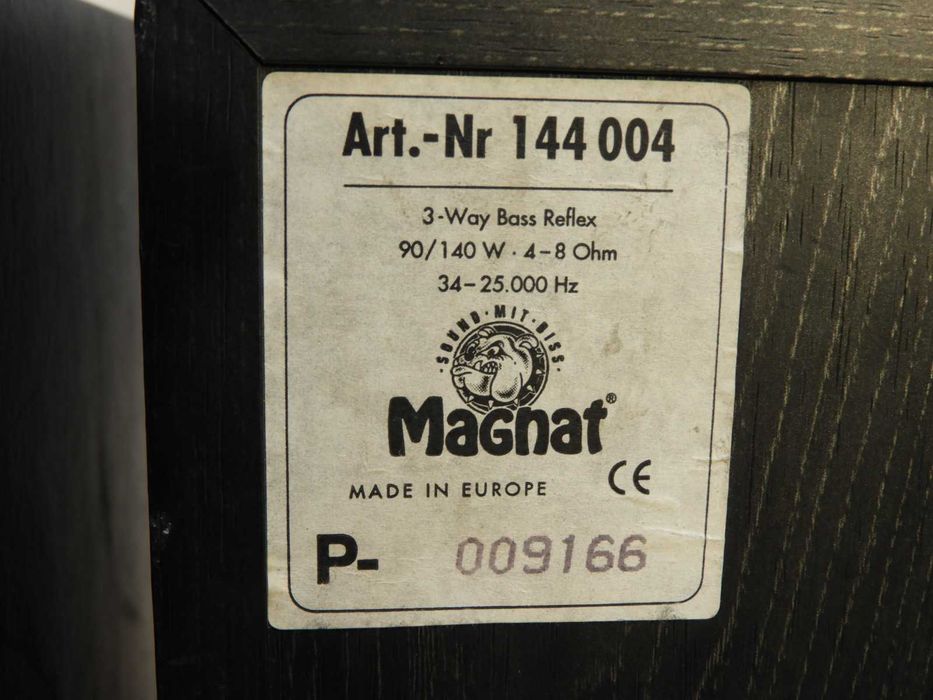 Art.-Nr 144 004
3-Way Bass Reflex
90/140 W · 4–8 Ohm
34–25.000 Hz
· SOUND · MIT · BISS ·
Magnat®
MADE IN EUROPE CE
P- 009166